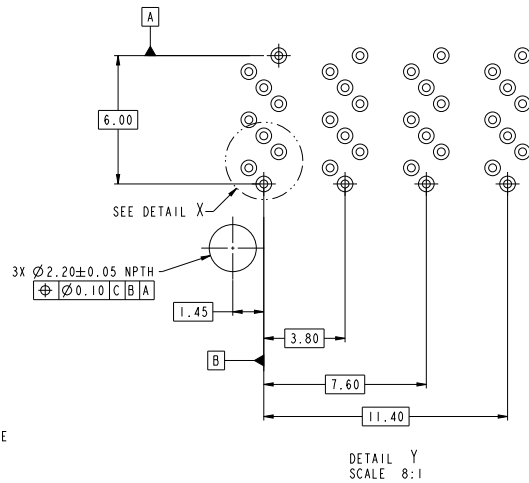 A
6.00
SEE DETAIL X
3X Ø2.20±0.05 NPTH
⌖ Ø0.10 C B A
1.45
3.80
B
7.60
11.40
E
DETAIL Y
SCALE 8:1